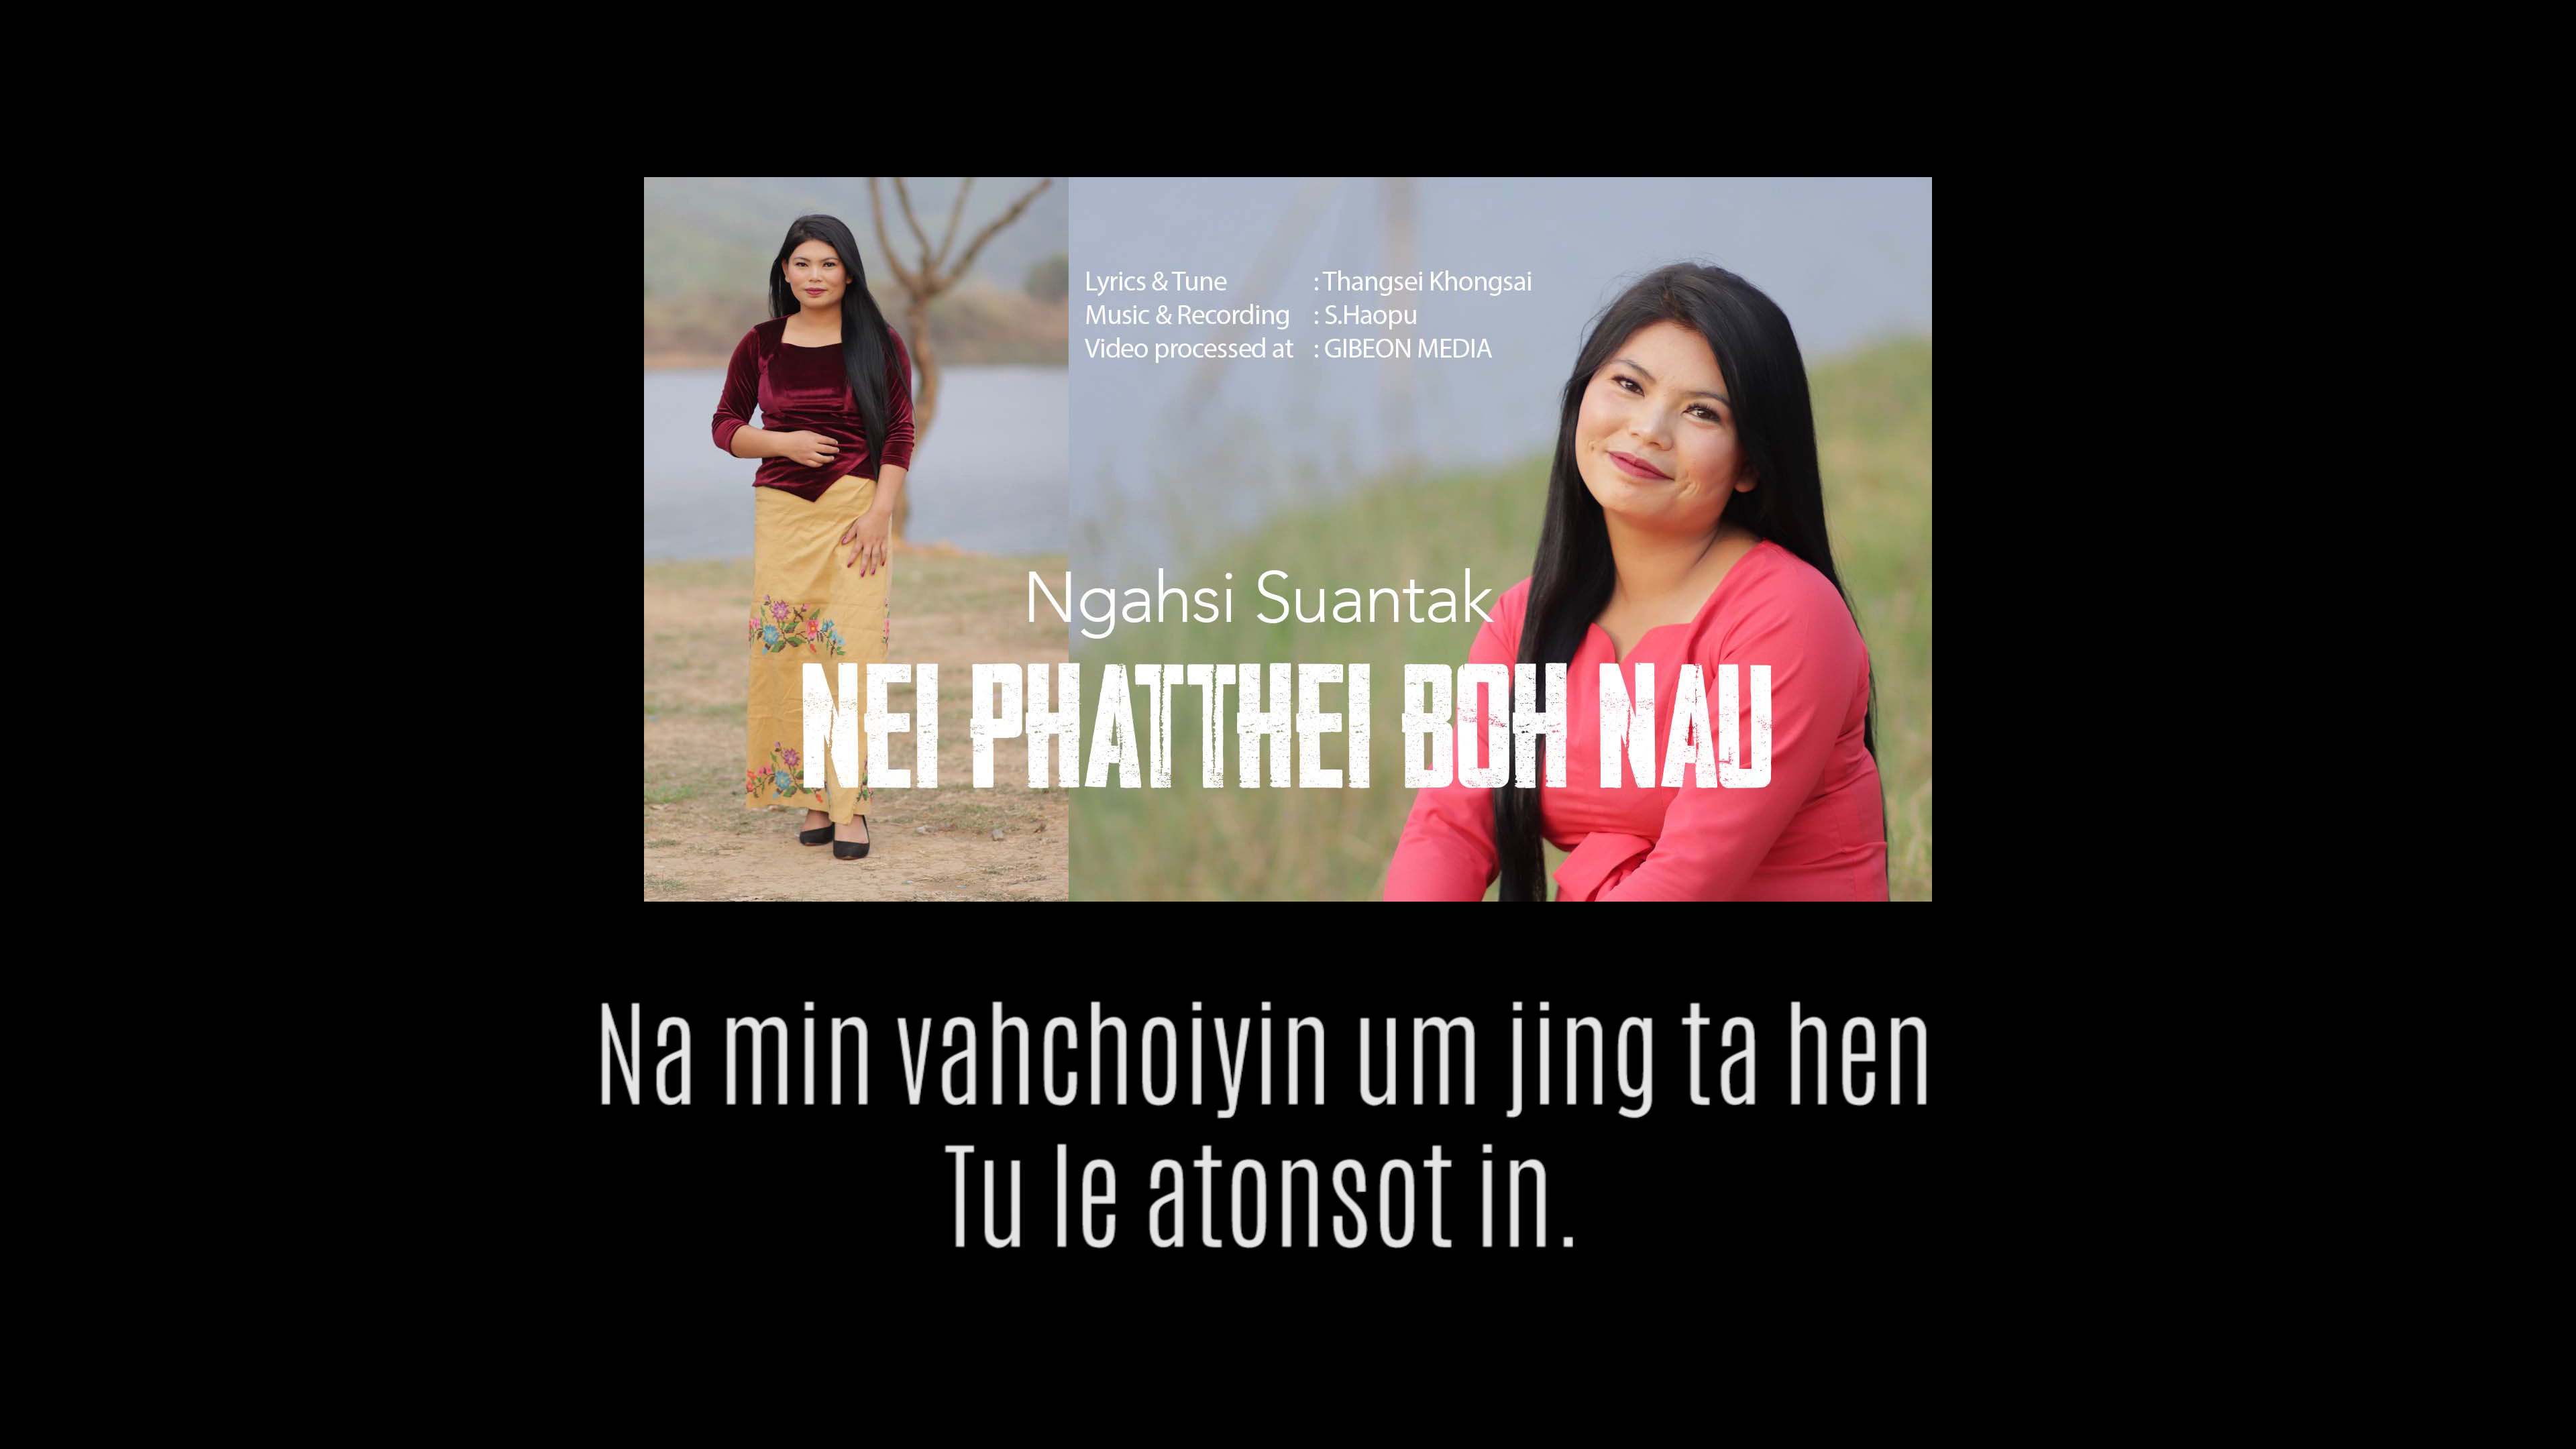 Lyrics & Tune : Thangsei Khongsai
Music & Recording : S.Haopu
Video processed at : GIBEON MEDIA
Ngahsi Suantak
NEI PHATTHEI BOH NAU
Na min vahchoiyin um jing ta hen
Tu le atonsot in.